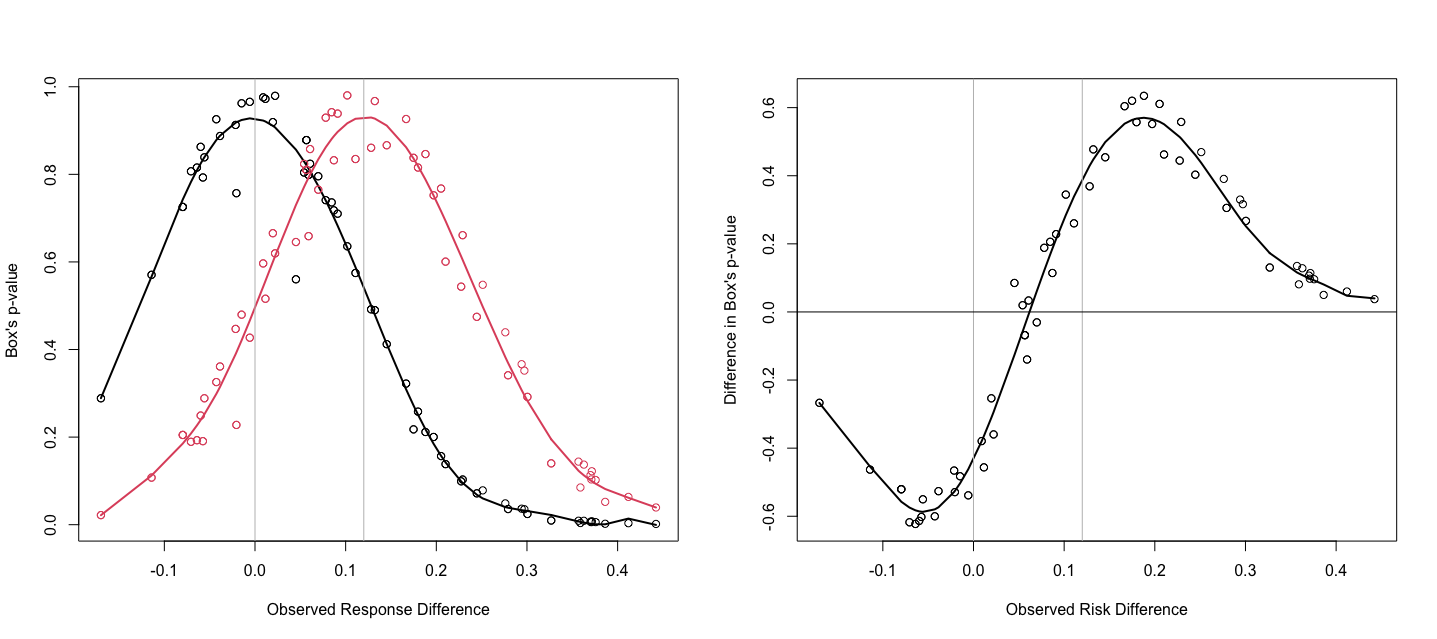 Box's p-value
1.0
0.8
0.6
0.4
0.2
0.0
-0.1 0.0 0.1 0.2 0.3 0.4
Observed Response Difference
Difference in Box's p-value
0.6
0.4
0.2
0.0
-0.2
-0.4
-0.6
-0.1 0.0 0.1 0.2 0.3 0.4
Observed Risk Difference